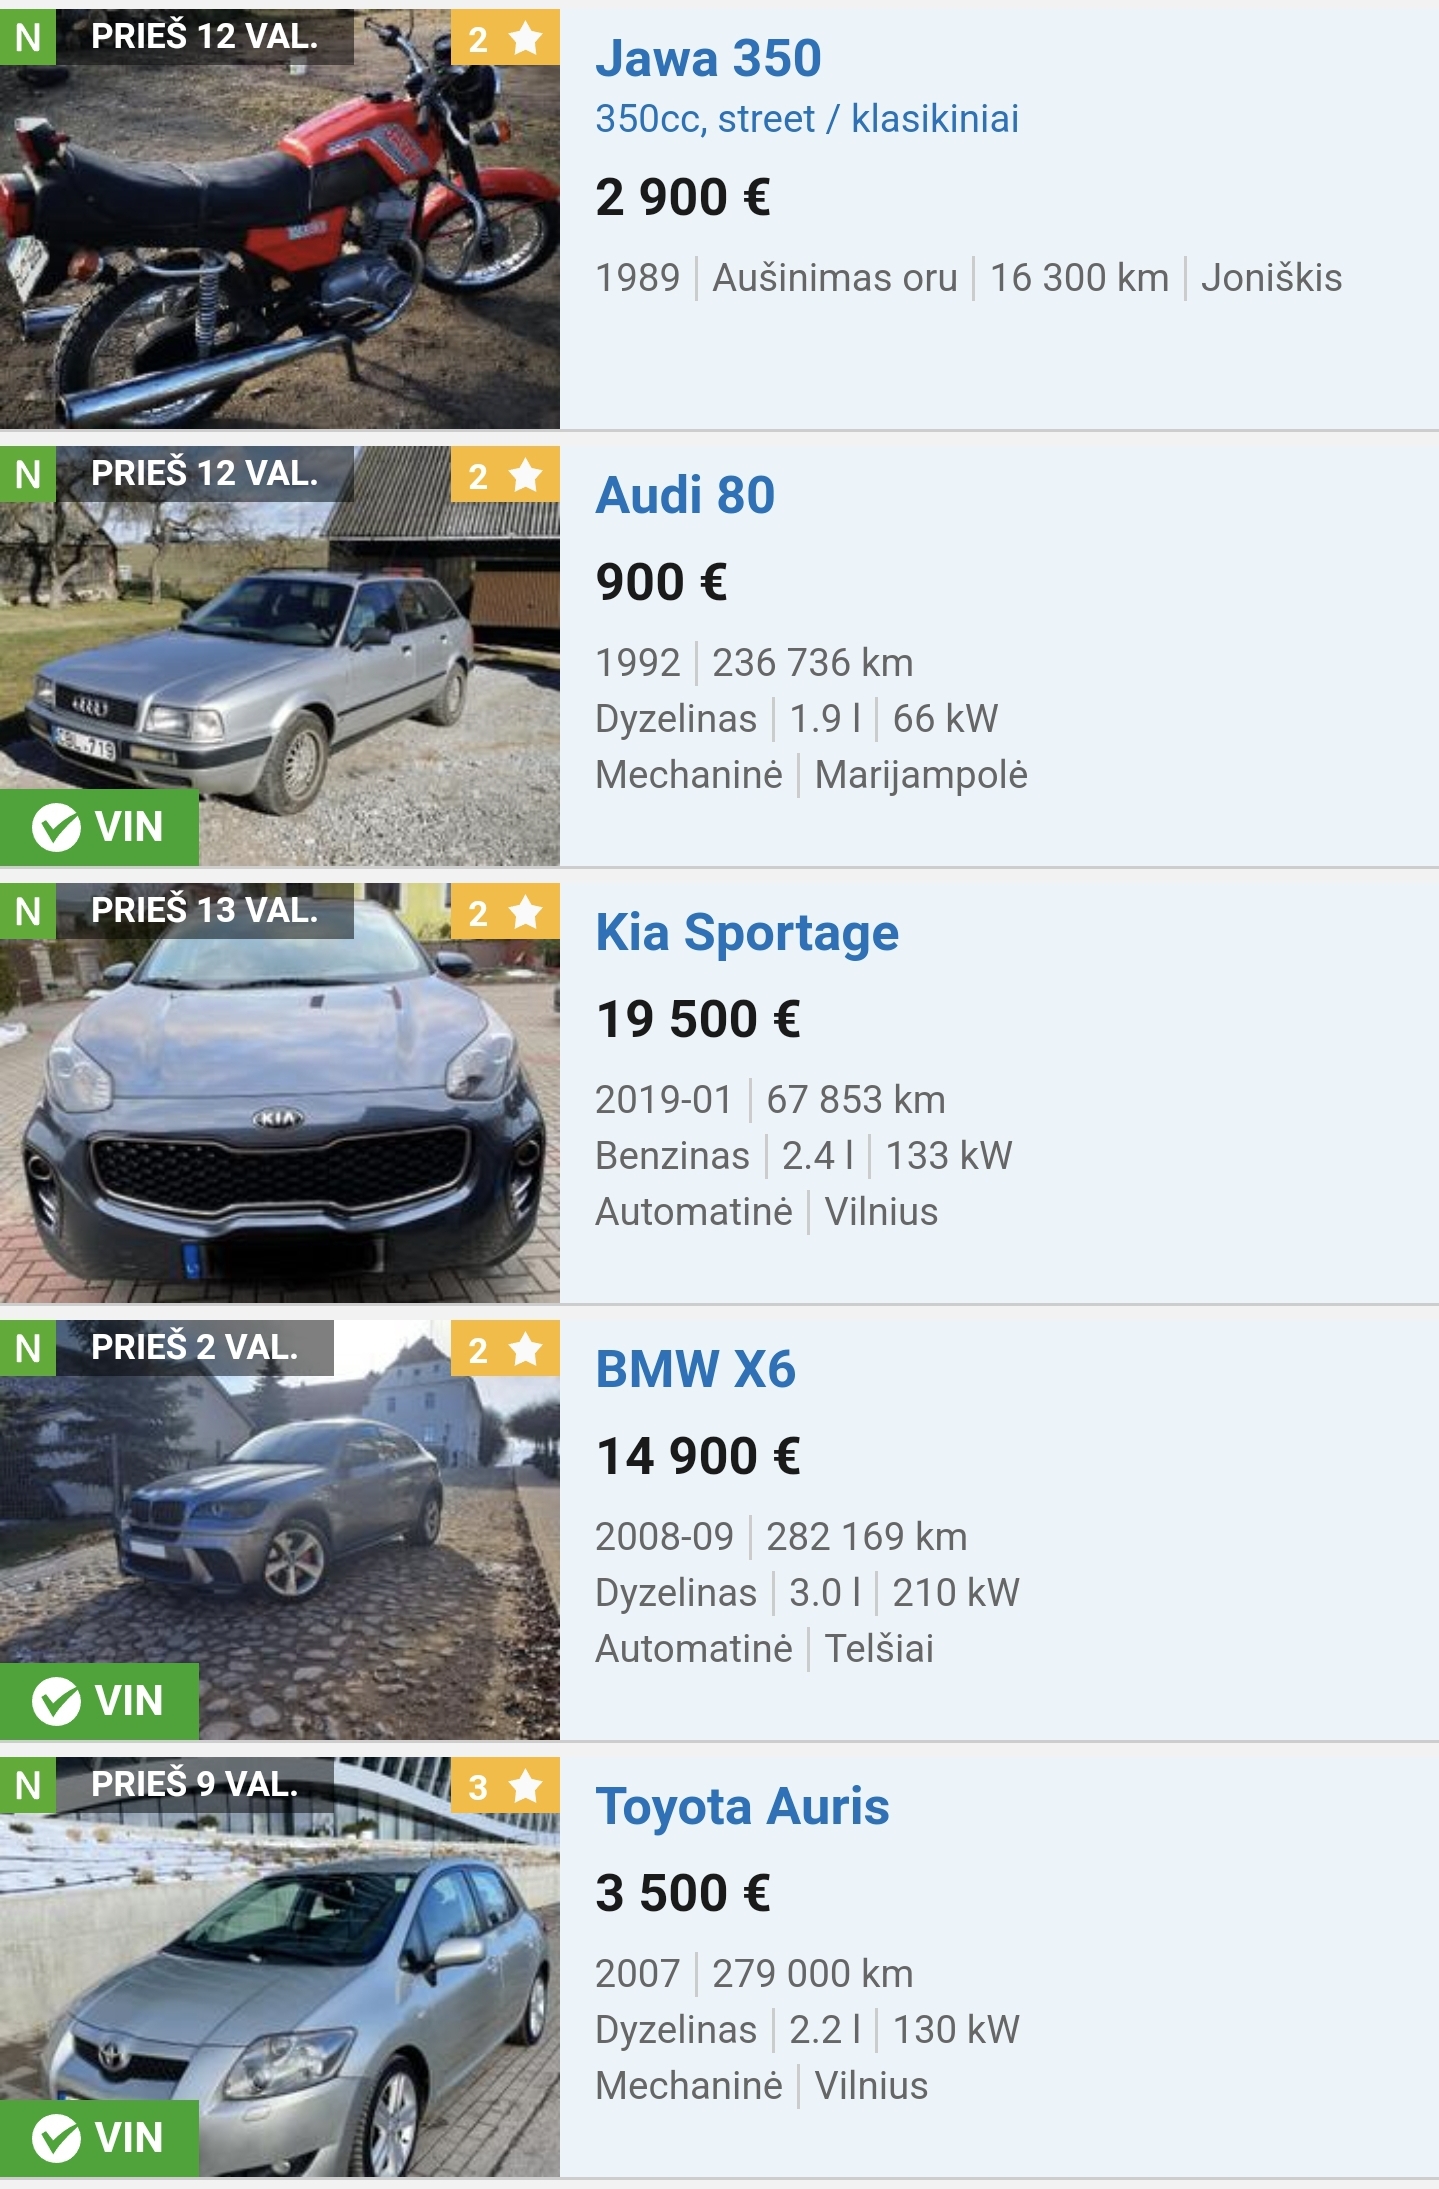 N PRIEŠ 12 VAL. 2
Jawa 350
350cc, street / klasikiniai
2 900 €
1989 | Aušinimas oru | 16 300 km | Joniškis
N PRIEŠ 12 VAL. 2
Audi 80
900 €
1992 | 236 736 km
Dyzelinas | 1.9 l | 66 kW
Mechaninė | Marijampolė
VIN
N PRIEŠ 13 VAL. 2
Kia Sportage
19 500 €
2019-01 | 67 853 km
Benzinas | 2.4 l | 133 kW
Automatinė | Vilnius
KIA
N PRIEŠ 2 VAL. 2
BMW X6
14 900 €
2008-09 | 282 169 km
Dyzelinas | 3.0 l | 210 kW
Automatinė | Telšiai
VIN
N PRIEŠ 9 VAL. 3
Toyota Auris
3 500 €
2007 | 279 000 km
Dyzelinas | 2.2 l | 130 kW
Mechaninė | Vilnius
VIN